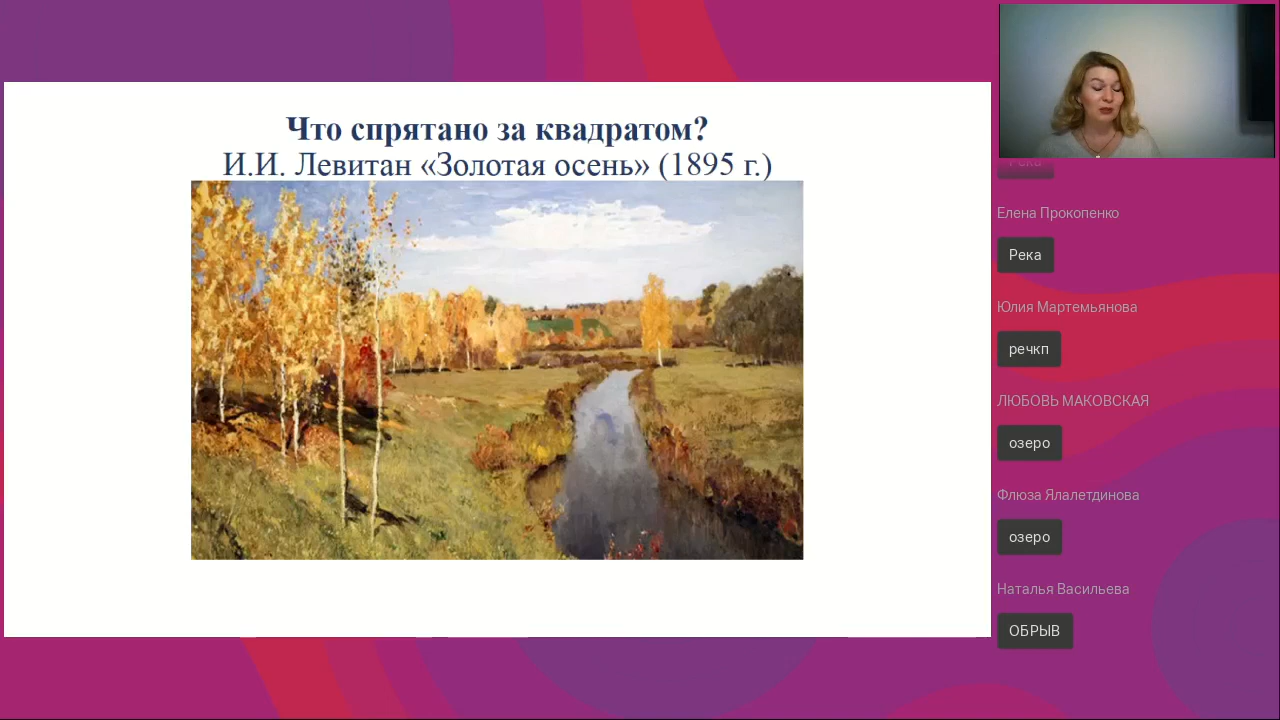 Что спрятано за квадратом?
И.И. Левитан «Золотая осень» (1895 г.)
Река
Елена Прокопенко
Река
Юлия Мартемьянова
речкп
ЛЮБОВЬ МАКОВСКАЯ
озеро
Флюза Ялалетдинова
озеро
Наталья Васильева
ОБРЫВ